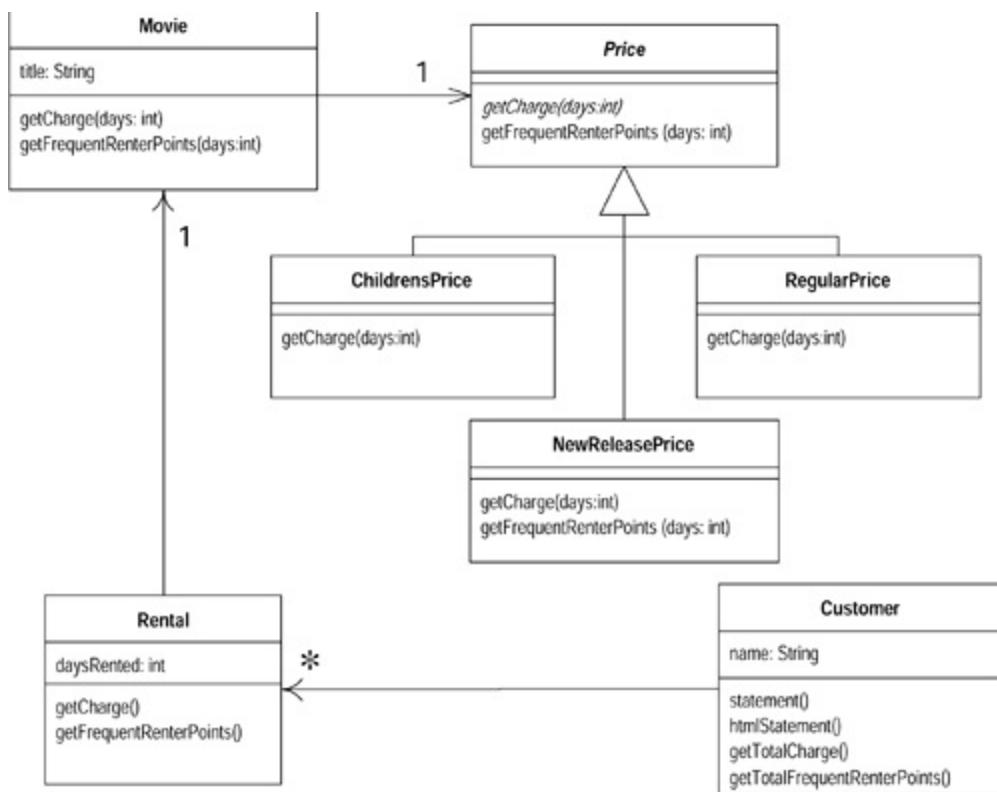 Movie
title: String
getCharge(days: int)
getFrequentRenterPoints(days:int)
1
Price
getCharge(days:int)
getFrequentRenterPoints (days: int)
1
ChildrensPrice
getCharge(days:int)
RegularPrice
getCharge(days:int)
NewReleasePrice
getCharge(days:int)
getFrequentRenterPoints (days: int)
Rental
daysRented: int
getCharge()
getFrequentRenterPoints()
*
Customer
name: String
statement()
htmlStatement()
getTotalCharge()
getTotalFrequentRenterPoints()